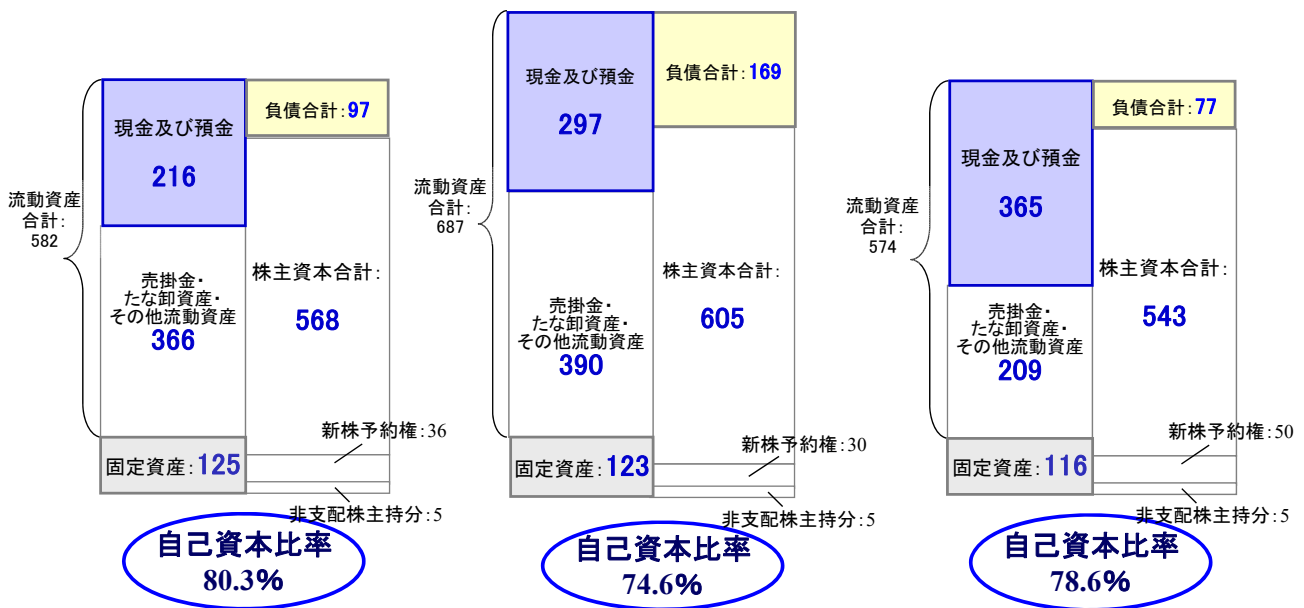 流動資産
合計：
582
現金及び預金
216
売掛金・
たな卸資産・
その他流動資産
366
固定資産：125
負債合計：97
株主資本合計：
568
新株予約権：36
非支配株主持分：5
自己資本比率
80.3%
流動資産
合計：
687
現金及び預金
297
売掛金・
たな卸資産・
その他流動資産
390
固定資産：123
負債合計：169
株主資本合計：
605
新株予約権：30
非支配株主持分：5
自己資本比率
74.6%
流動資産
合計：
574
現金及び預金
365
売掛金・
たな卸資産・
その他流動資産
209
固定資産：116
負債合計：77
株主資本合計：
543
新株予約権：50
非支配株主持分：5
自己資本比率
78.6%